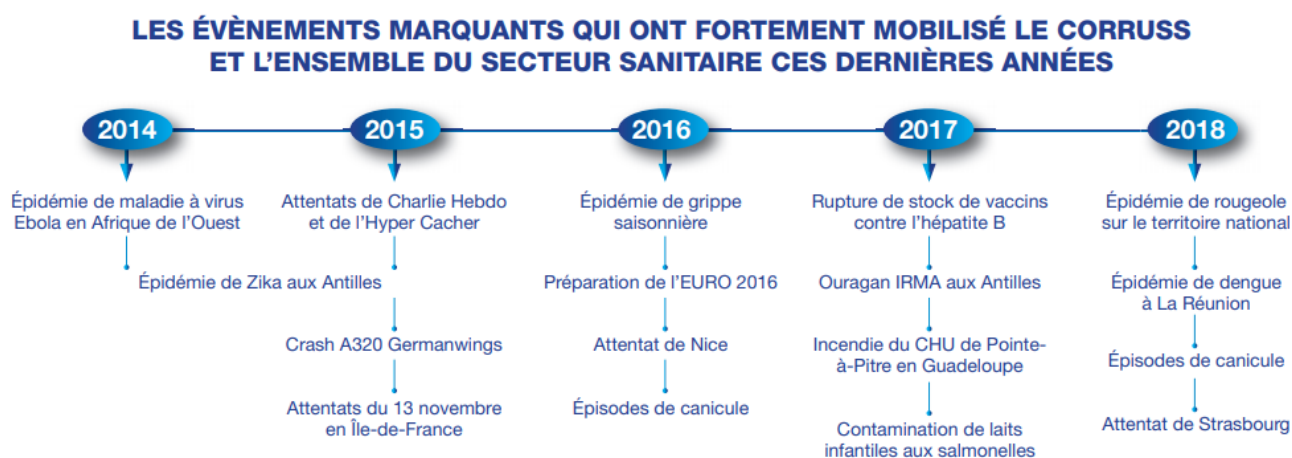 LES ÉVÈNEMENTS MARQUANTS QUI ONT FORTEMENT MOBILISÉ LE CORRUSS
ET L'ENSEMBLE DU SECTEUR SANITAIRE CES DERNIÈRES ANNÉES
2014
Épidémie de maladie à virus
Ebola en Afrique de l'Ouest
Épidémie de Zika aux Antilles
2015
Attentats de Charlie Hebdo
et de l'Hyper Cacher
Crash A320 Germanwings
Attentats du 13 novembre
en Île-de-France
2016
Épidémie de grippe
saisonnière
Préparation de l'EURO 2016
Attentat de Nice
Épisodes de canicule
2017
Rupture de stock de vaccins
contre l'hépatite B
Ouragan IRMA aux Antilles
Incendie du CHU de Pointe-
à-Pitre en Guadeloupe
Contamination de laits
infantiles aux salmonelles
2018
Épidémie de rougeole
sur le territoire national
Épidémie de dengue
à La Réunion
Épisodes de canicule
Attentat de Strasbourg